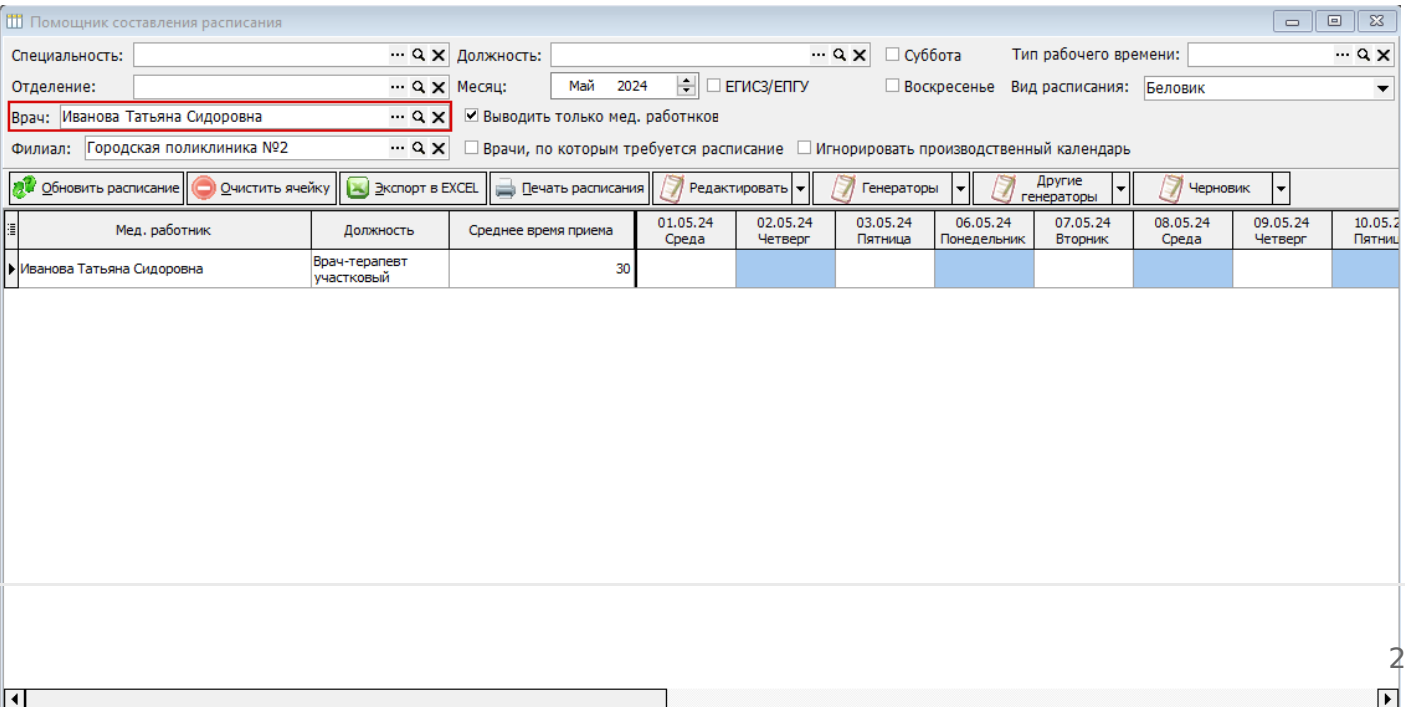 Помощник составления расписания
Специальность: Должность: Суббота Тип рабочего времени:
Отделение: Месяц: Май 2024 ЕГИСЗ/ЕПГУ Воскресенье Вид расписания: Беловик
Врач: Иванова Татьяна Сидоровна Выводить только мед. работнков
Филиал: Городская поликлиника №2 Врачи, по которым требуется расписание Игнорировать производственный календарь
Обновить расписание Очистить ячейку Экспорт в EXCEL Печать расписания Редактировать Генераторы Другие генераторы Черновик
Мед. работник Должность Среднее время приема 01.05.24 02.05.24 03.05.24 06.05.24 07.05.24 08.05.24 09.05.24 10.05.2
Среда Четверг Пятница Понедельник Вторник Среда Четверг Пятниц
Иванова Татьяна Сидоровна Врач-терапевт 30
участковый
2